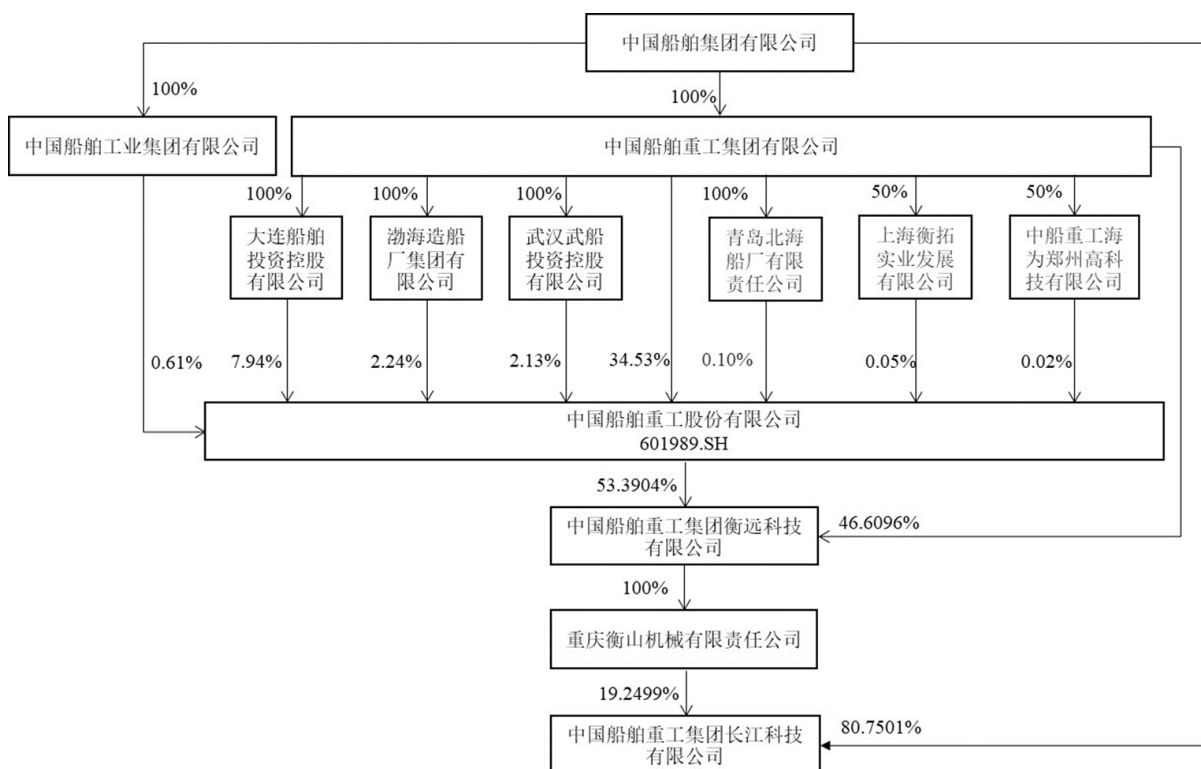 中国船舶集团有限公司
100%
100%
中国船舶工业集团有限公司
中国船舶重工集团有限公司
100%
100%
100%
100%
50%
50%
大连船舶
投资控股
有限公司
渤海造船
厂集团有
限公司
武汉武船
投资控股
有限公司
青岛北海
船厂有限
责任公司
上海衡拓
实业发展
有限公司
中船重工海
为郑州高科
技有限公司
0.61%
7.94%
2.24%
2.13%
34.53%
0.10%
0.05%
0.02%
中国船舶重工股份有限公司
601989.SH
53.3904%
中国船舶重工集团衡远科技
有限公司
46.6096%
100%
重庆衡山机械有限责任公司
19.2499%
中国船舶重工集团长江科技
有限公司
80.7501%